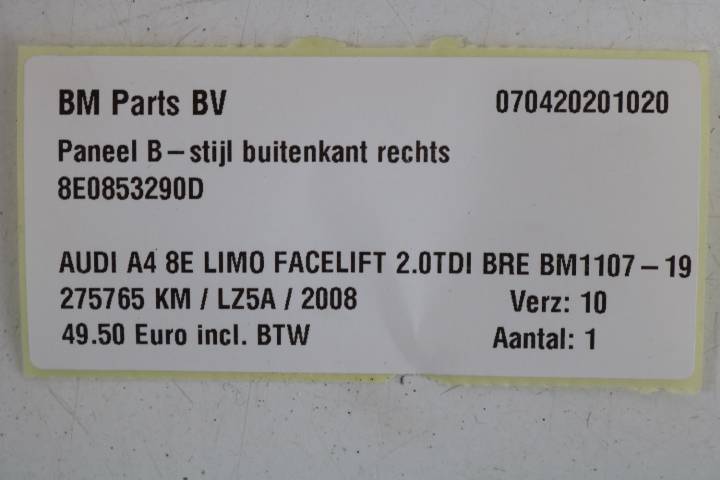 BM Parts BV 070420201020
Paneel B-stijl buitenkant rechts
8E0853290D
AUDI A4 8E LIMO FACELIFT 2.0TDI BRE BM1107-19
275765 KM / LZ5A / 2008 Verz: 10
49.50 Euro incl. BTW Aantal: 1